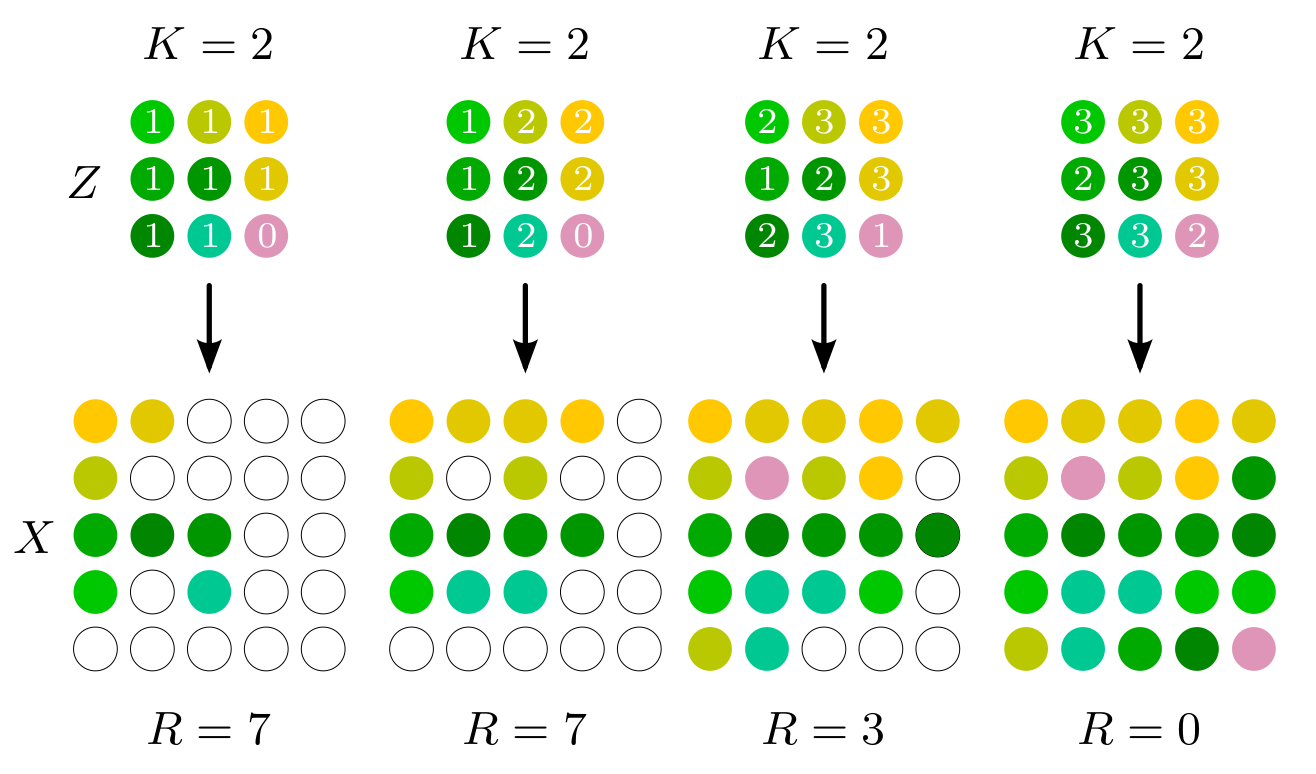 K = 2 K = 2 K = 2 K = 2
1 1 1 1 2 2 2 3 3 3 3 3
Z 1 1 1 1 2 2 1 2 3 2 3 3
1 1 0 1 2 0 2 3 1 3 3 2
X
R = 7 R = 7 R = 3 R = 0